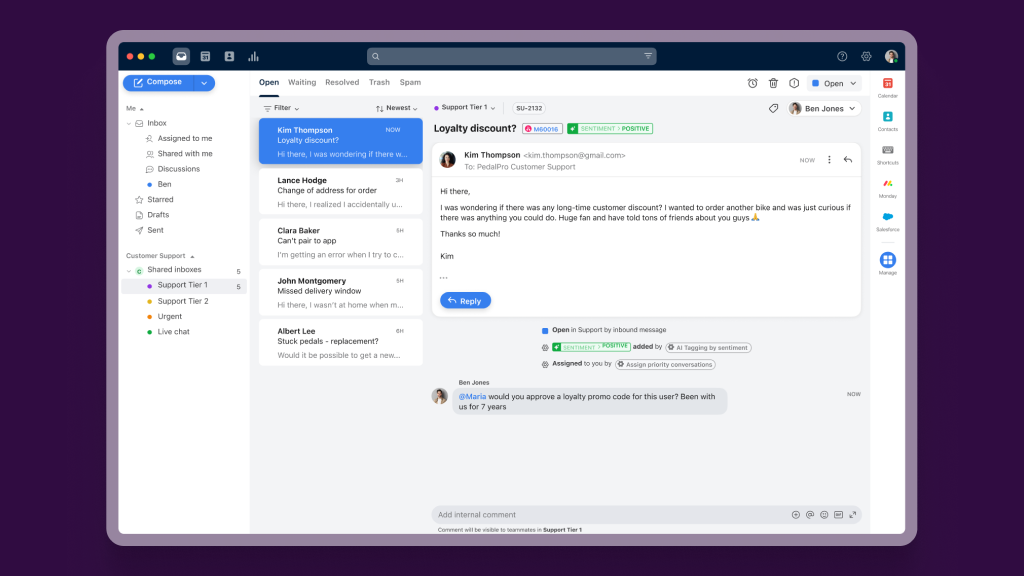 31
Compose
Me
Inbox
Assigned to me
Shared with me
Discussions
Ben
Starred
Drafts
Sent
Customer Support
C
Shared inboxes 5
Support Tier 1 5
Support Tier 2
Urgent
Live chat
Open Waiting Resolved Trash Spam
Filter Newest
Kim Thompson NOW
Loyalty discount?
Hi there, I was wondering if there w...
Lance Hodge 3H
Change of address for order
Hi there, I realized I accidentally u...
Clara Baker 5H
Can't pair to app
I'm getting an error when I try to c...
John Montgomery 5H
Missed delivery window
Hi there, I wasn't at home when m...
Albert Lee 6H
Stuck pedals - replacement?
Would it be possible to get a new...
Open
Support Tier 1 SU-2132 Ben Jones
Loyalty discount? M60016 SENTIMENT > POSITIVE
Kim Thompson <kim.thompson@gmail.com> NOW
To: PedalPro Customer Support
Hi there,
I was wondering if there was any long-time customer discount? I wanted to order another bike and was just curious if
there was anything you could do. Huge fan and have told tons of friends about you guys 🙏
Thanks so much!
Kim
...
Reply
Open in Support by inbound message
SENTIMENT > POSITIVE added by AI Tagging by sentiment
Assigned to you by Assign priority conversations
Ben Jones
@Maria would you approve a loyalty promo code for this user? Been with NOW
us for 7 years
Add internal comment
Comment will be visible to teammates in Support Tier 1
31
Calendar
Contacts
Shortcuts
Monday
Salesforce
Manage